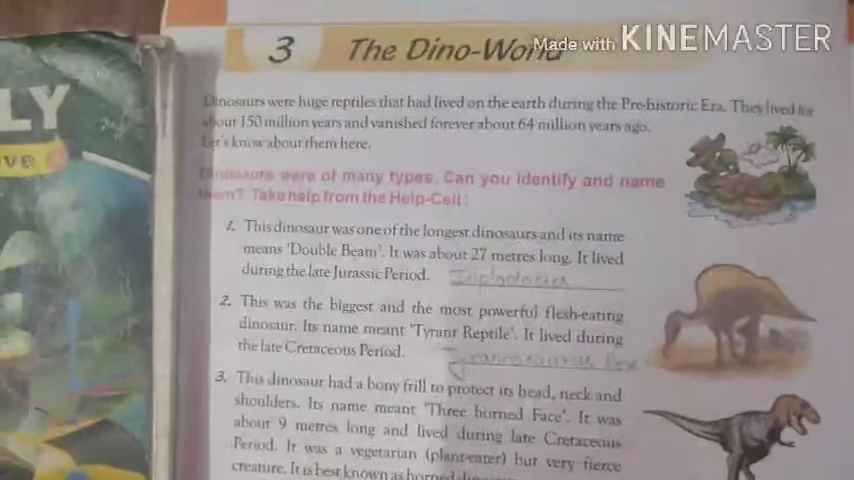 3 The Dino-World
Made with KINEMASTER
Dinosaurs were huge reptiles that had lived on the earth during the Pre-historic Era. They lived for
about 150 million years and vanished forever about 64 million years ago.
Let's know about them here.
LY
ve
Dinosaurs were of many types. Can you identify and name
them? Take help from the Help-Cell :
1. This dinosaur was one of the longest dinosaurs and its name
means 'Double Beam'. It was about 27 metres long. It lived
during the late Jurassic Period.
2. This was the biggest and the most powerful flesh-eating
dinosaur. Its name meant 'Tyrant Reptile'. It lived during
the late Cretaceous Period.
3. This dinosaur had a bony frill to protect its head, neck and
shoulders. Its name meant 'Three horned Face'. It was
about 9 metres long and lived during late Cretaceous
Period. It was a vegetarian (plant-eater) but very fierce
creature. It is best known as horned